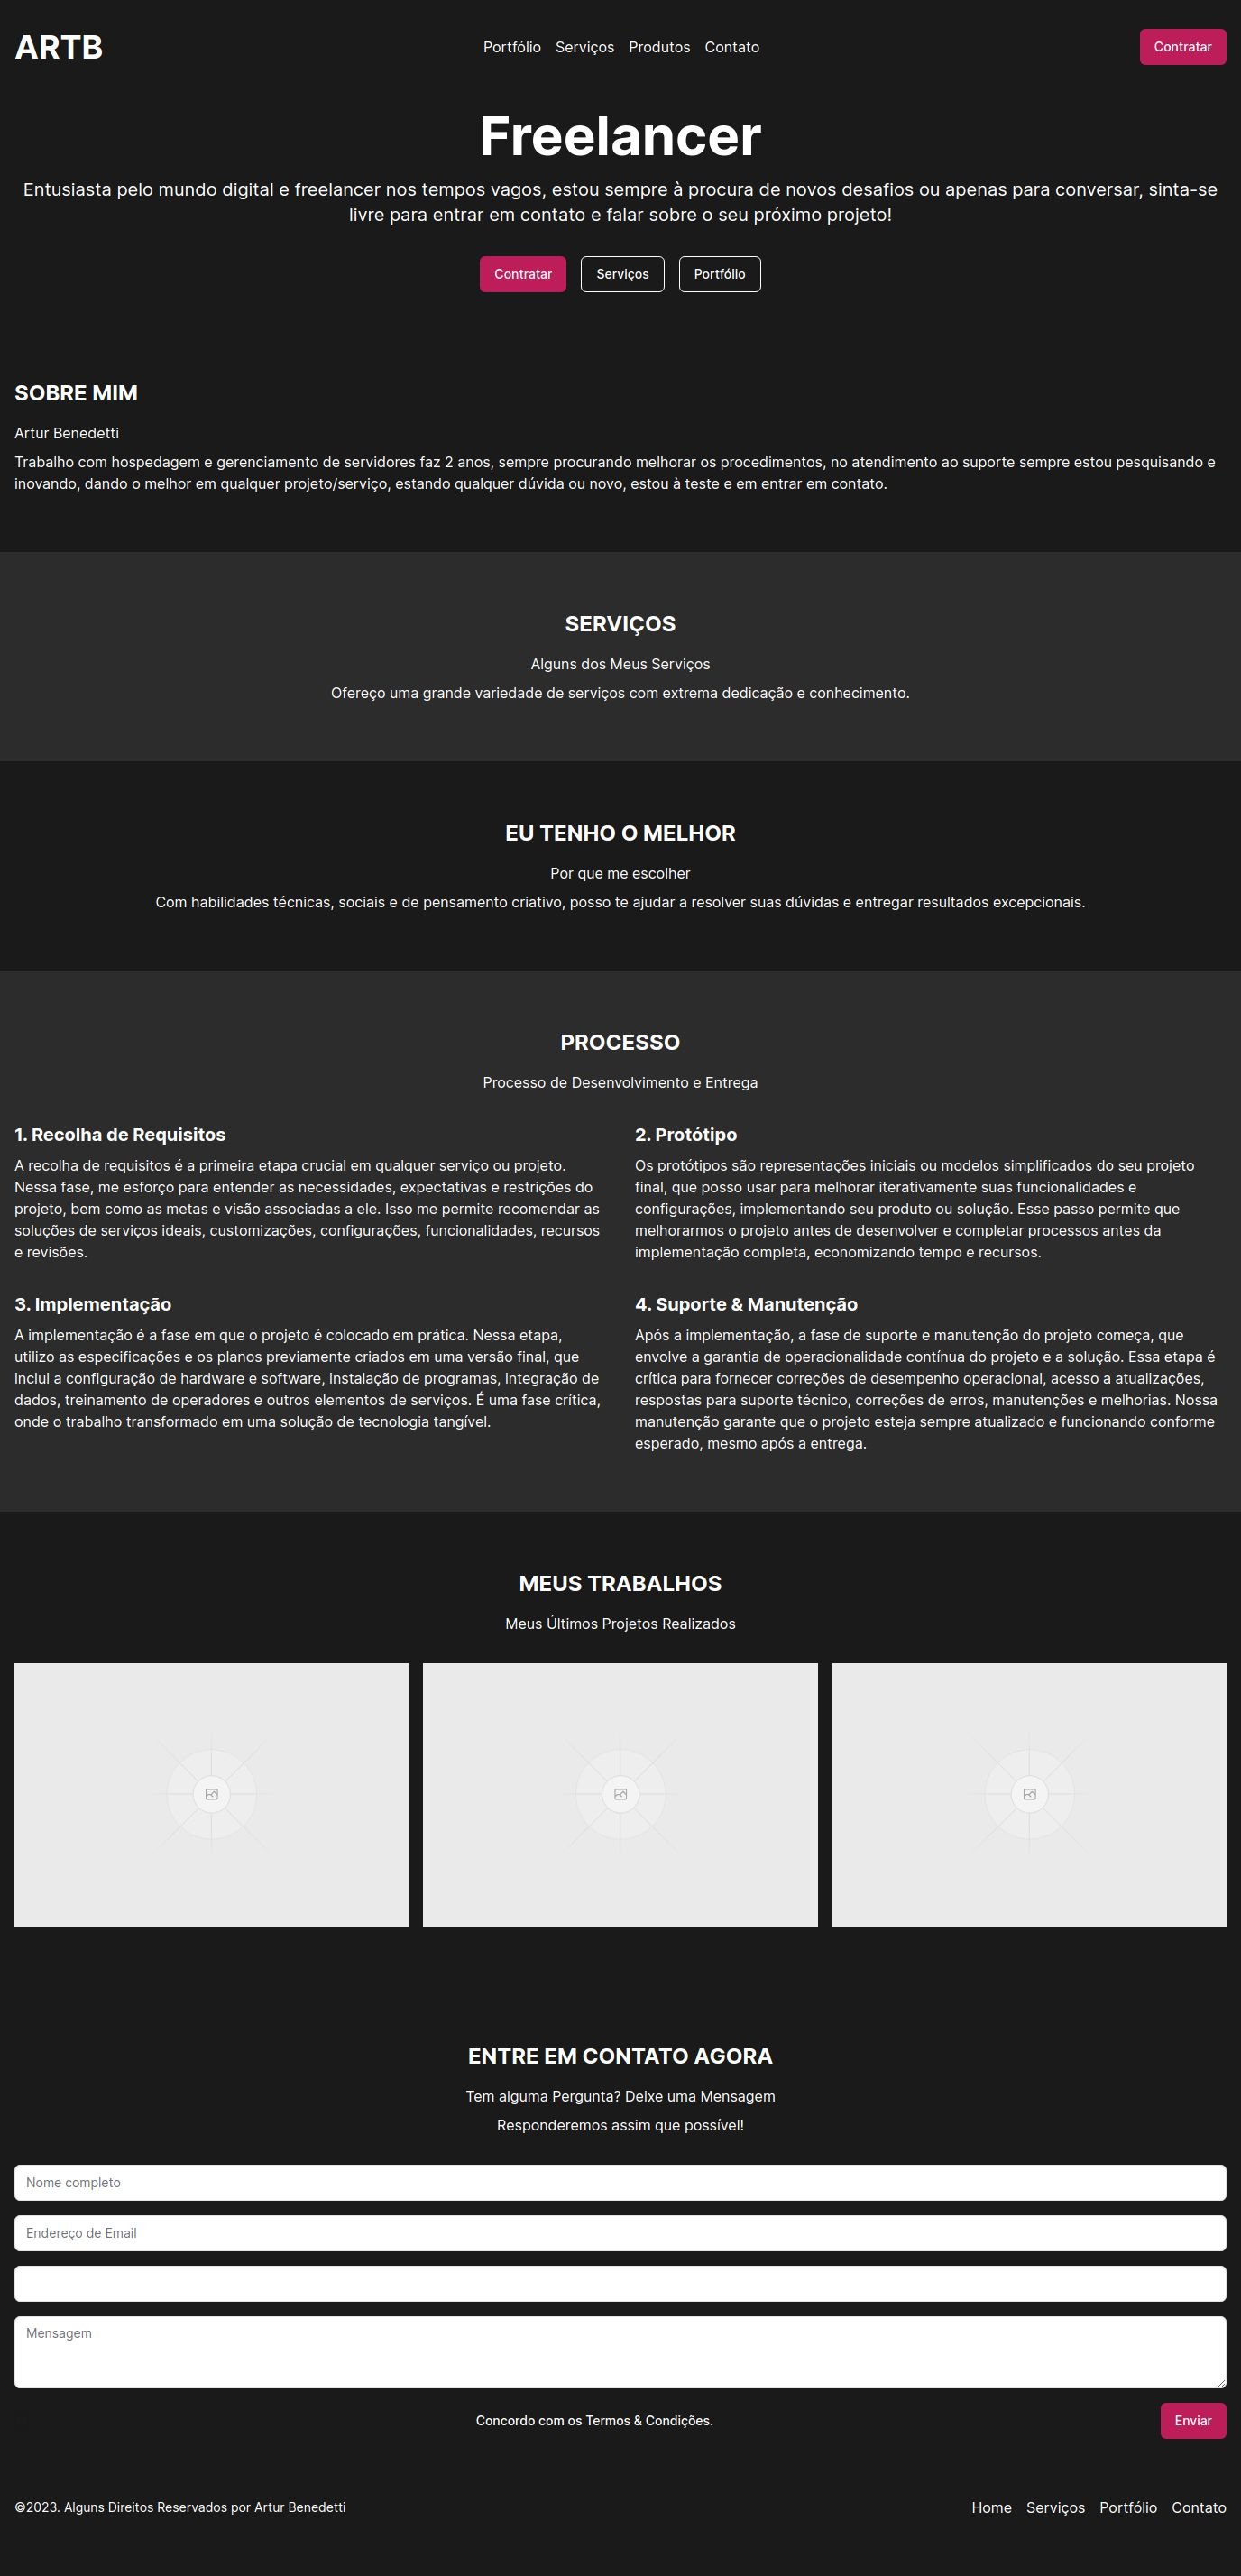 ARTB
Portfólio Serviços Produtos Contato
Contratar
Freelancer
Entusiasta pelo mundo digital e freelancer nos tempos vagos, estou sempre à procura de novos desafios ou apenas para conversar, sinta-se
livre para entrar em contato e falar sobre o seu próximo projeto!
Contratar Serviços Portfólio
SOBRE MIM
Artur Benedetti
Trabalho com hospedagem e gerenciamento de servidores faz 2 anos, sempre procurando melhorar os procedimentos, no atendimento ao suporte sempre estou pesquisando e
inovando, dando o melhor em qualquer projeto/serviço, estando qualquer dúvida ou novo, estou à teste e em entrar em contato.
SERVIÇOS
Alguns dos Meus Serviços
Ofereço uma grande variedade de serviços com extrema dedicação e conhecimento.
EU TENHO O MELHOR
Por que me escolher
Com habilidades técnicas, sociais e de pensamento criativo, posso te ajudar a resolver suas dúvidas e entregar resultados excepcionais.
PROCESSO
Processo de Desenvolvimento e Entrega
1. Recolha de Requisitos
A recolha de requisitos é a primeira etapa crucial em qualquer serviço ou projeto.
Nessa fase, me esforço para entender as necessidades, expectativas e restrições do
projeto, bem como as metas e visão associadas a ele. Isso me permite recomendar as
soluções de serviços ideais, customizações, configurações, funcionalidades, recursos
e revisões.
2. Protótipo
Os protótipos são representações iniciais ou modelos simplificados do seu projeto
final, que posso usar para melhorar iterativamente suas funcionalidades e
configurações, implementando seu produto ou solução. Esse passo permite que
melhorarmos o projeto antes de desenvolver e completar processos antes da
implementação completa, economizando tempo e recursos.
3. Implementação
A implementação é a fase em que o projeto é colocado em prática. Nessa etapa,
utilizo as especificações e os planos previamente criados em uma versão final, que
inclui a configuração de hardware e software, instalação de programas, integração de
dados, treinamento de operadores e outros elementos de serviços. É uma fase crítica,
onde o trabalho transformado em uma solução de tecnologia tangível.
4. Suporte & Manutenção
Após a implementação, a fase de suporte e manutenção do projeto começa, que
envolve a garantia de operacionalidade contínua do projeto e a solução. Essa etapa é
crítica para fornecer correções de desempenho operacional, acesso a atualizações,
respostas para suporte técnico, correções de erros, manutenções e melhorias. Nossa
manutenção garante que o projeto esteja sempre atualizado e funcionando conforme
esperado, mesmo após a entrega.
MEUS TRABALHOS
Meus Últimos Projetos Realizados
ENTRE EM CONTATO AGORA
Tem alguma Pergunta? Deixe uma Mensagem
Responderemos assim que possível!
Nome completo
Endereço de Email
Mensagem
Concordo com os Termos & Condições.
Enviar
©2023. Alguns Direitos Reservados por Artur Benedetti
Home Serviços Portfólio Contato